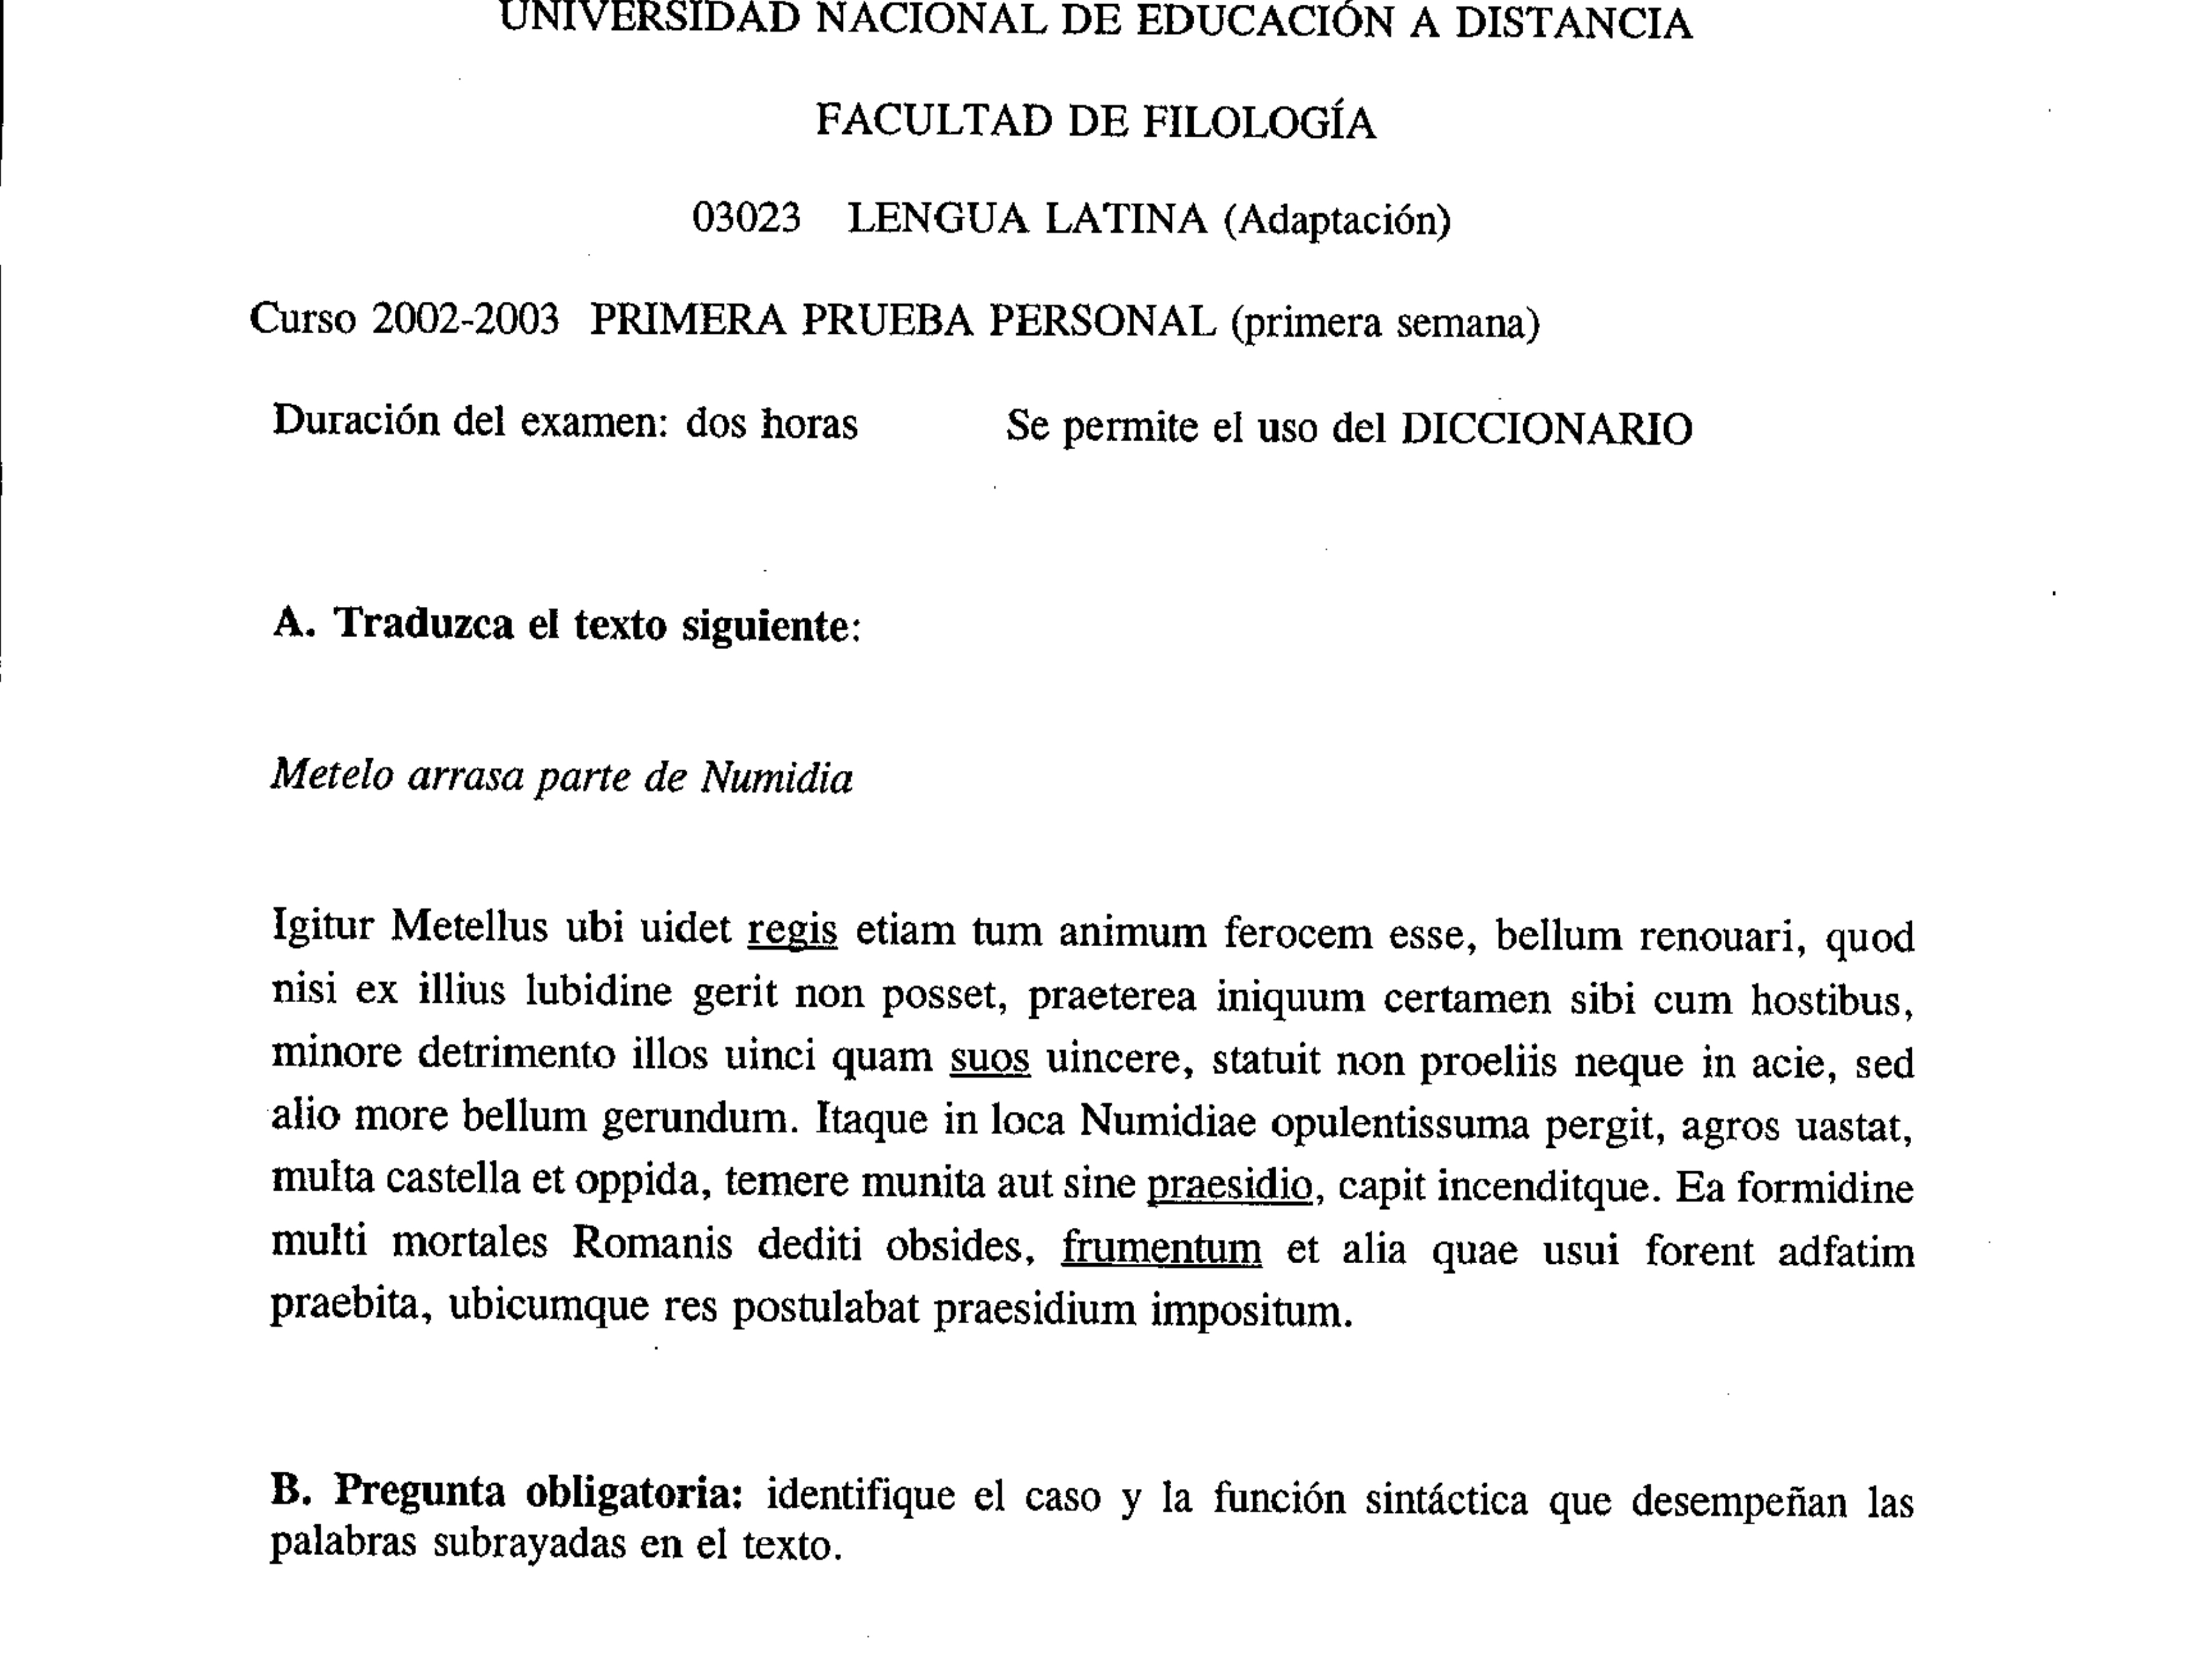 UNIVERSIDAD NACIONAL DE EDUCACIÓN A DISTANCIA
FACULTAD DE FILOLOGÍA
03023 LENGUA LATINA (Adaptación)
Curso 2002-2003 PRIMERA PRUEBA PERSONAL (primera semana)
Duración del examen: dos horas Se permite el uso del DICCIONARIO
A. Traduzca el texto siguiente:
Metelo arrasa parte de Numidia
Igitur Metellus ubi uidet regis etiam tum animum ferocem esse, bellum renouari, quod
nisi ex illius lubidine gerit non posset, praeterea iniquum certamen sibi cum hostibus,
minore detrimento illos uinci quam suos uincere, statuit non proeliis neque in acie, sed
alio more bellum gerundum. Itaque in loca Numidiae opulentissuma pergit, agros uastat,
multa castella et oppida, temere munita aut sine praesidio, capit incenditque. Ea formidine
multi mortales Romanis dediti obsides, frumentum et alia quae usui forent adfatim
praebita, ubicumque res postulabat praesidium impositum.
B. Pregunta obligatoria: identifique el caso y la función sintáctica que desempeñan las
palabras subrayadas en el texto.